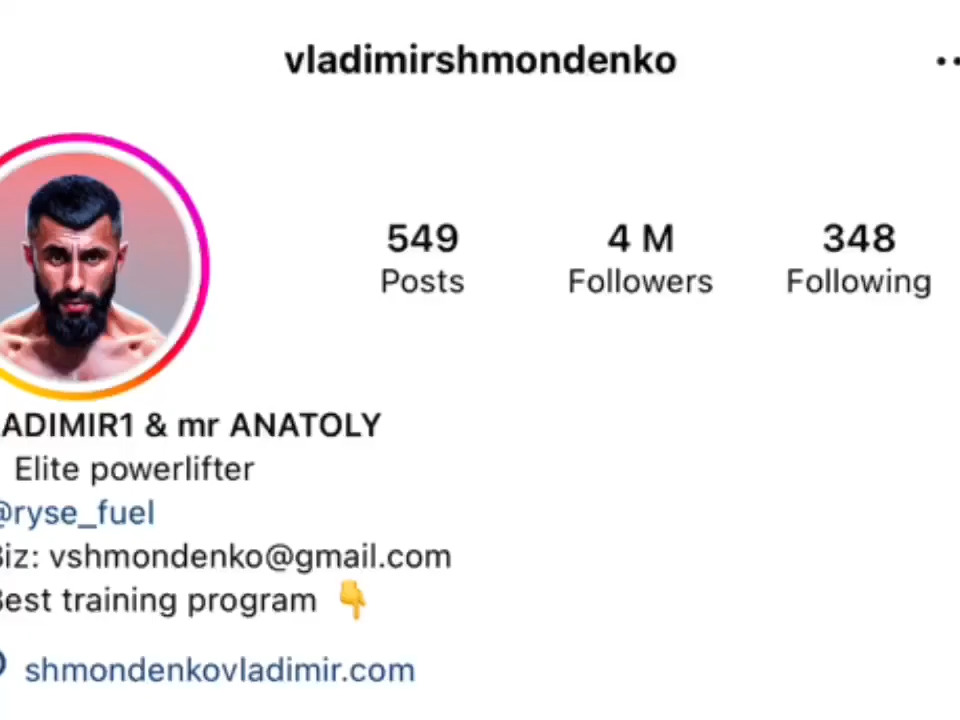 vladimirshmondenko
549 4 M 348
Posts Followers Following
ADIMIR1 & mr ANATOLY
Elite powerlifter
@ryse_fuel
Biz: vshmondenko@gmail.com
Best training program 👇
shmondenkovladimir.com